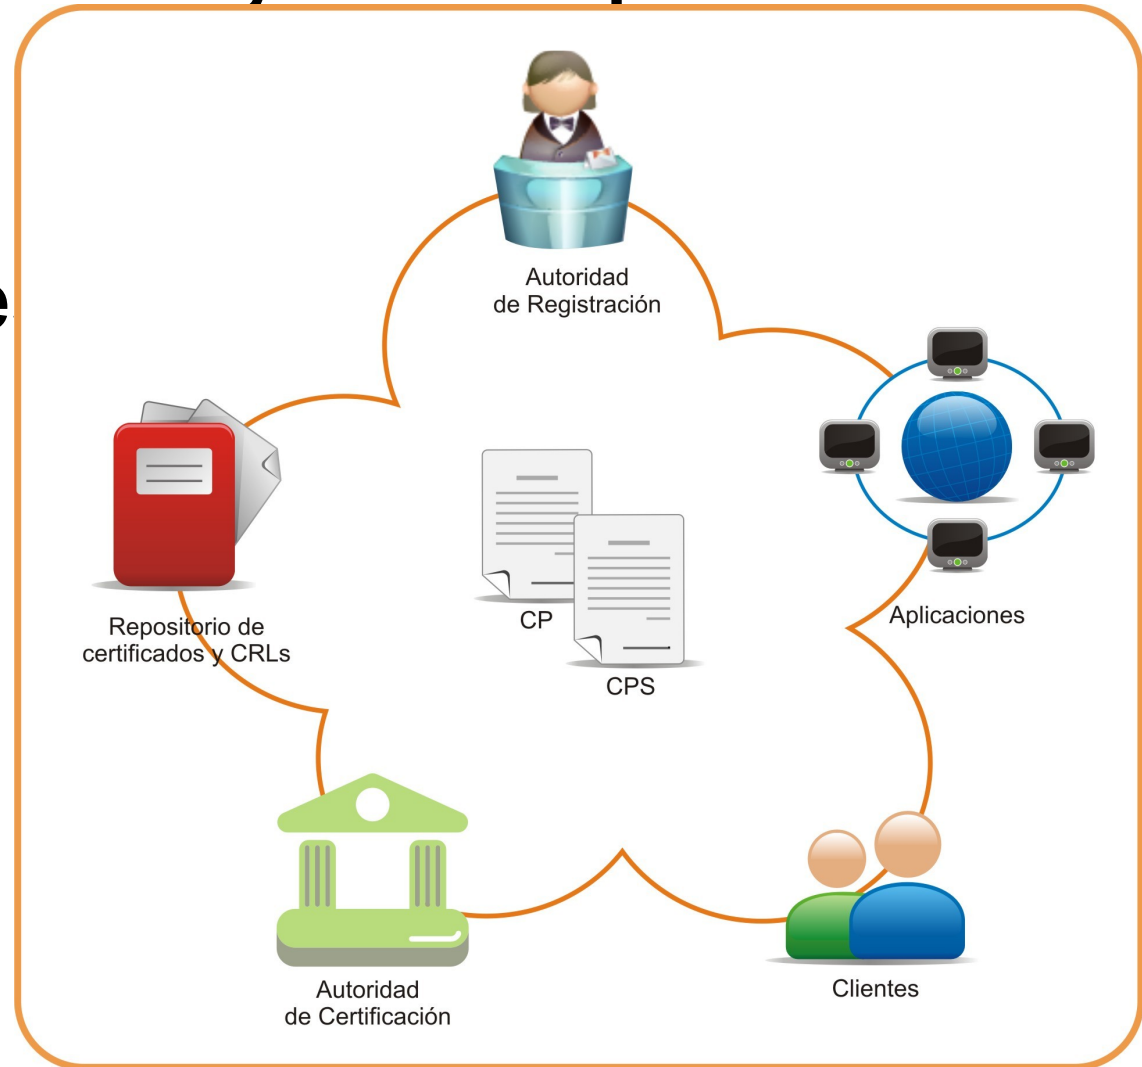 Autoridad
de Registración
Aplicaciones
CP
CPS
Repositorio de
certificados y CRLs
Autoridad
de Certificación
Clientes